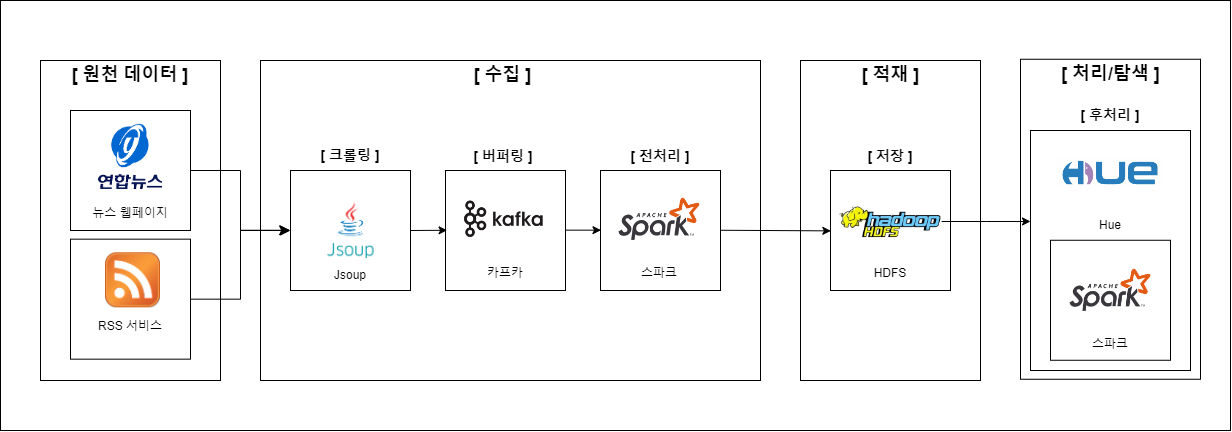 [ 원천 데이터 ]
연합뉴스
뉴스 웹페이지
RSS 서비스
[ 수집 ]
[ 크롤링 ]
Jsoup
Jsoup
[ 버퍼링 ]
kafka
카프카
[ 전처리 ]
APACHE
Spark
스파크
[ 적재 ]
[ 저장 ]
hadoop
HDFS
HDFS
[ 처리/탐색 ]
[ 후처리 ]
HUE
Hue
APACHE
Spark
스파크